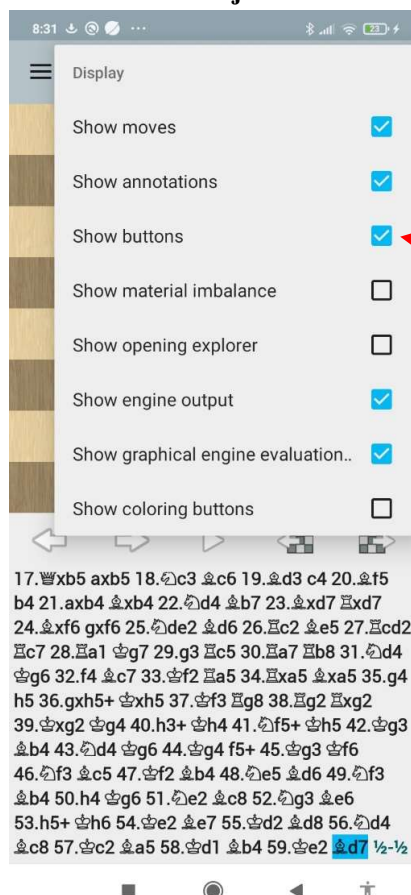 8:31 ... 23
Display
Show moves
Show annotations
Show buttons
Show material imbalance
Show opening explorer
Show engine output
Show graphical engine evaluation..
Show coloring buttons
17.♕xb5 axb5 18.♘c3 ♗c6 19.♗d3 c4 20.♗f5
b4 21.axb4 ♗xb4 22.♘d4 ♗b7 23.♗xd7 ♖xd7
24.♗xf6 gxf6 25.♘de2 ♗d6 26.♖c2 ♗e5 27.♖cd2
♖c7 28.♖a1 ♔g7 29.g3 ♖c5 30.♖a7 ♖b8 31.♘d4
♔g6 32.f4 ♗c7 33.♔f2 ♖a5 34.♖xa5 ♗xa5 35.g4
h5 36.gxh5+ ♔xh5 37.♔f3 ♖g8 38.♖g2 ♖xg2
39.♔xg2 ♔g4 40.h3+ ♔h4 41.♘f5+ ♔h5 42.♔g3
♗b4 43.♘d4 ♔g6 44.♔g4 f5+ 45.♔g3 ♔f6
46.♘f3 ♗c5 47.♔f2 ♗b4 48.♘e5 ♗d6 49.♘f3
♗b4 50.h4 ♔g6 51.♘e2 ♗c8 52.♘g3 ♗e6
53.h5+ ♔h6 54.♔e2 ♗e7 55.♔d2 ♗d8 56.♘d4
♗c8 57.♔c2 ♗a5 58.♔d1 ♗b4 59.♔e2 ♗d7 ½-½